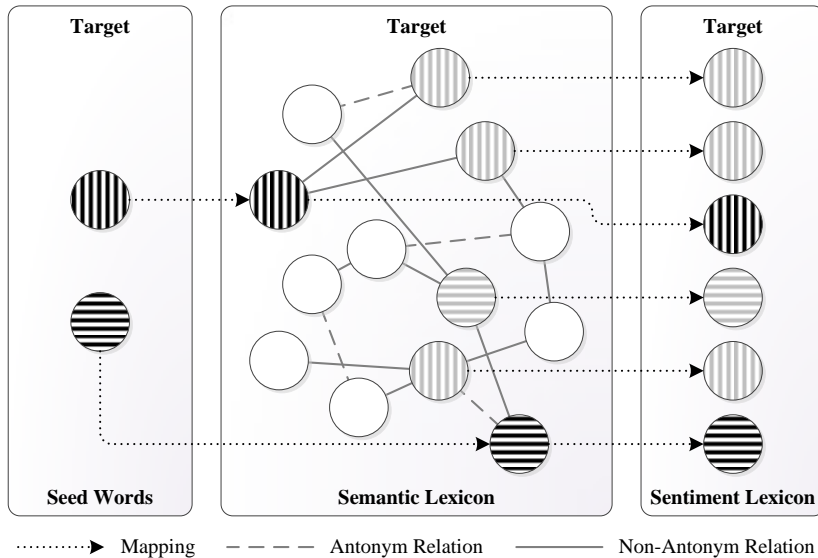 Target
Target
Target
Seed Words
Semantic Lexicon
Sentiment Lexicon
Mapping
Antonym Relation
Non-Antonym Relation